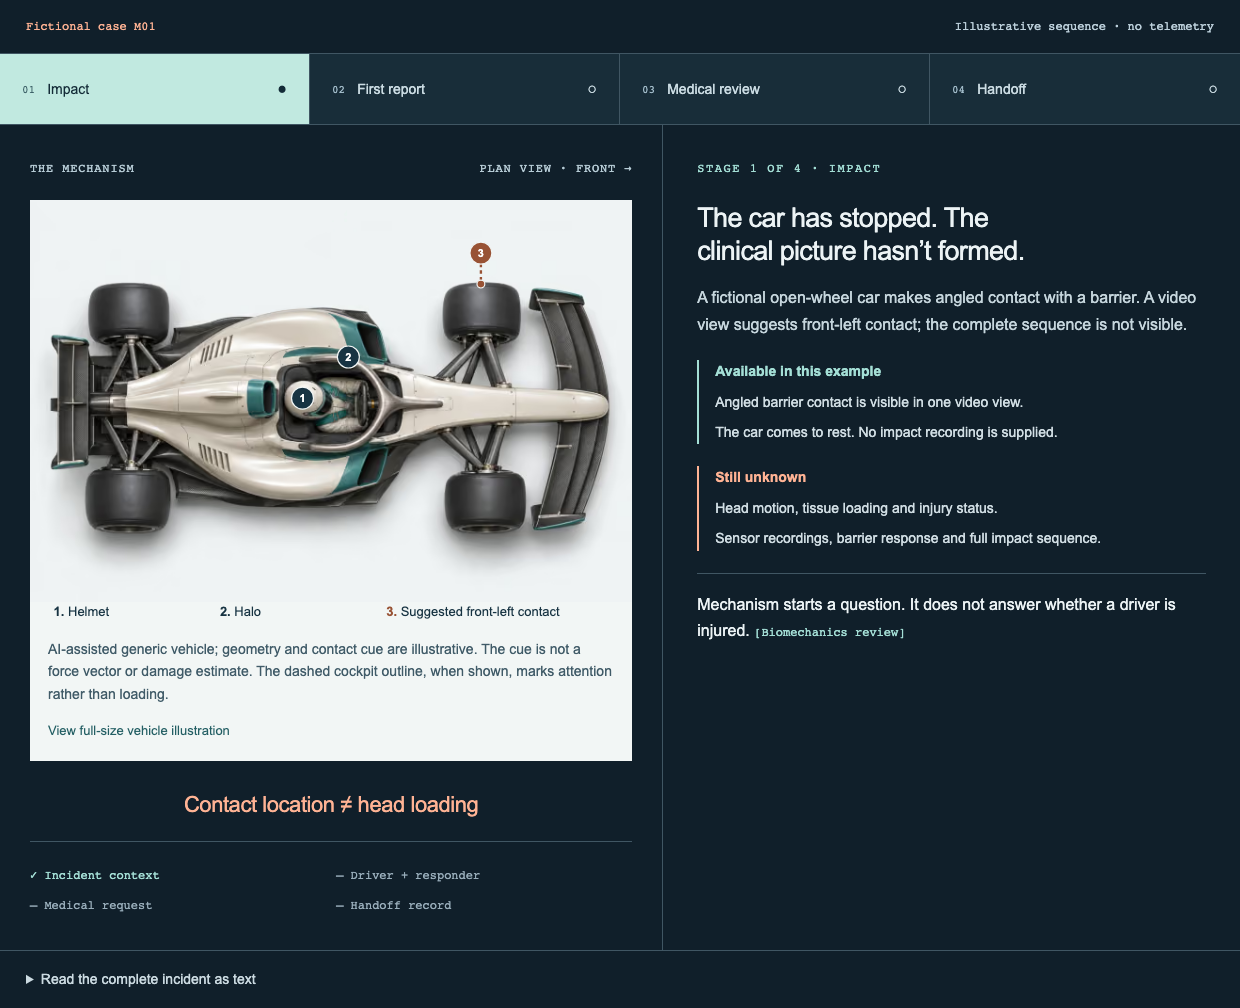 Fictional case M01
Illustrative sequence · no telemetry
01 Impact
02 First report
03 Medical review
04 Handoff
THE MECHANISM
PLAN VIEW · FRONT →
3
2
1
1. Helmet
2. Halo
3. Suggested front-left contact
AI-assisted generic vehicle; geometry and contact cue are illustrative. The cue is not a
force vector or damage estimate. The dashed cockpit outline, when shown, marks attention
rather than loading.
View full-size vehicle illustration
Contact location ≠ head loading
✓ Incident context
— Driver + responder
— Medical request
— Handoff record
STAGE 1 OF 4 · IMPACT
The car has stopped. The
clinical picture hasn’t formed.
A fictional open-wheel car makes angled contact with a barrier. A video
view suggests front-left contact; the complete sequence is not visible.
Available in this example
Angled barrier contact is visible in one video view.
The car comes to rest. No impact recording is supplied.
Still unknown
Head motion, tissue loading and injury status.
Sensor recordings, barrier response and full impact sequence.
Mechanism starts a question. It does not answer whether a driver is
injured. [Biomechanics review]
▶ Read the complete incident as text